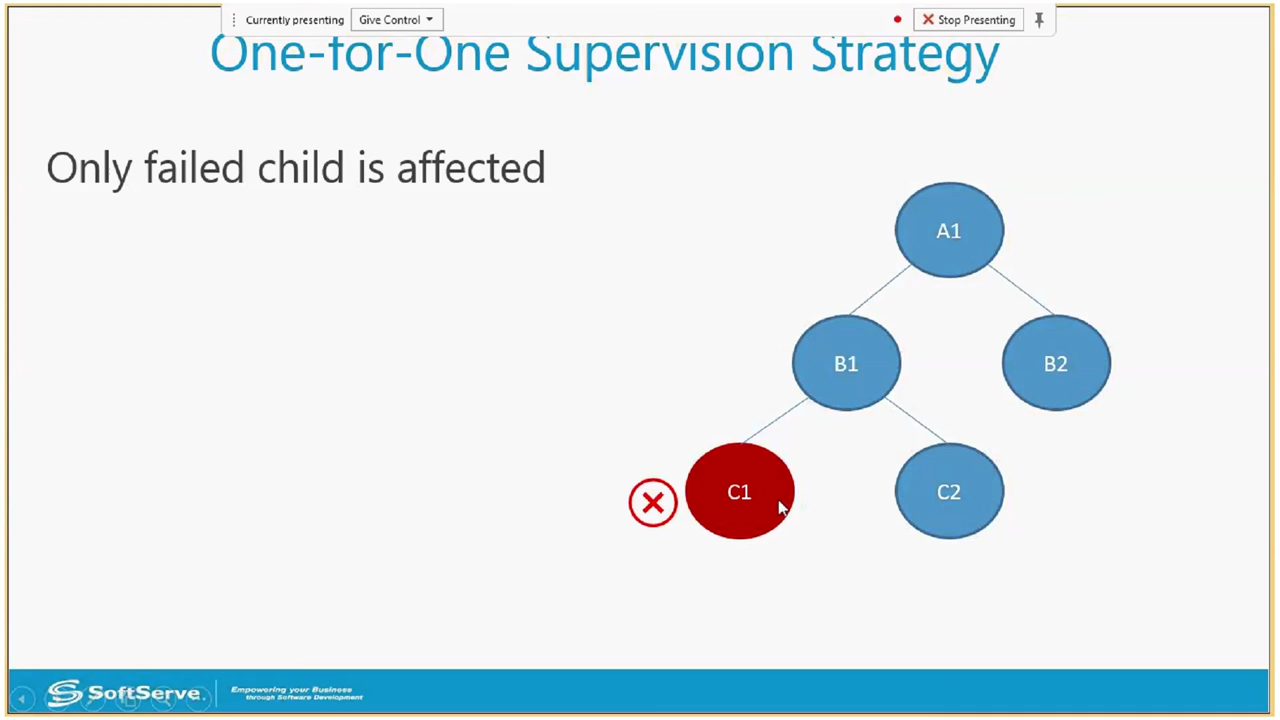 Currently presenting Give Control Stop Presenting
One-for-One Supervision Strategy
Only failed child is affected
A1
B1 B2
C1 C2
SoftServe. Empowering your Business
through Software Development